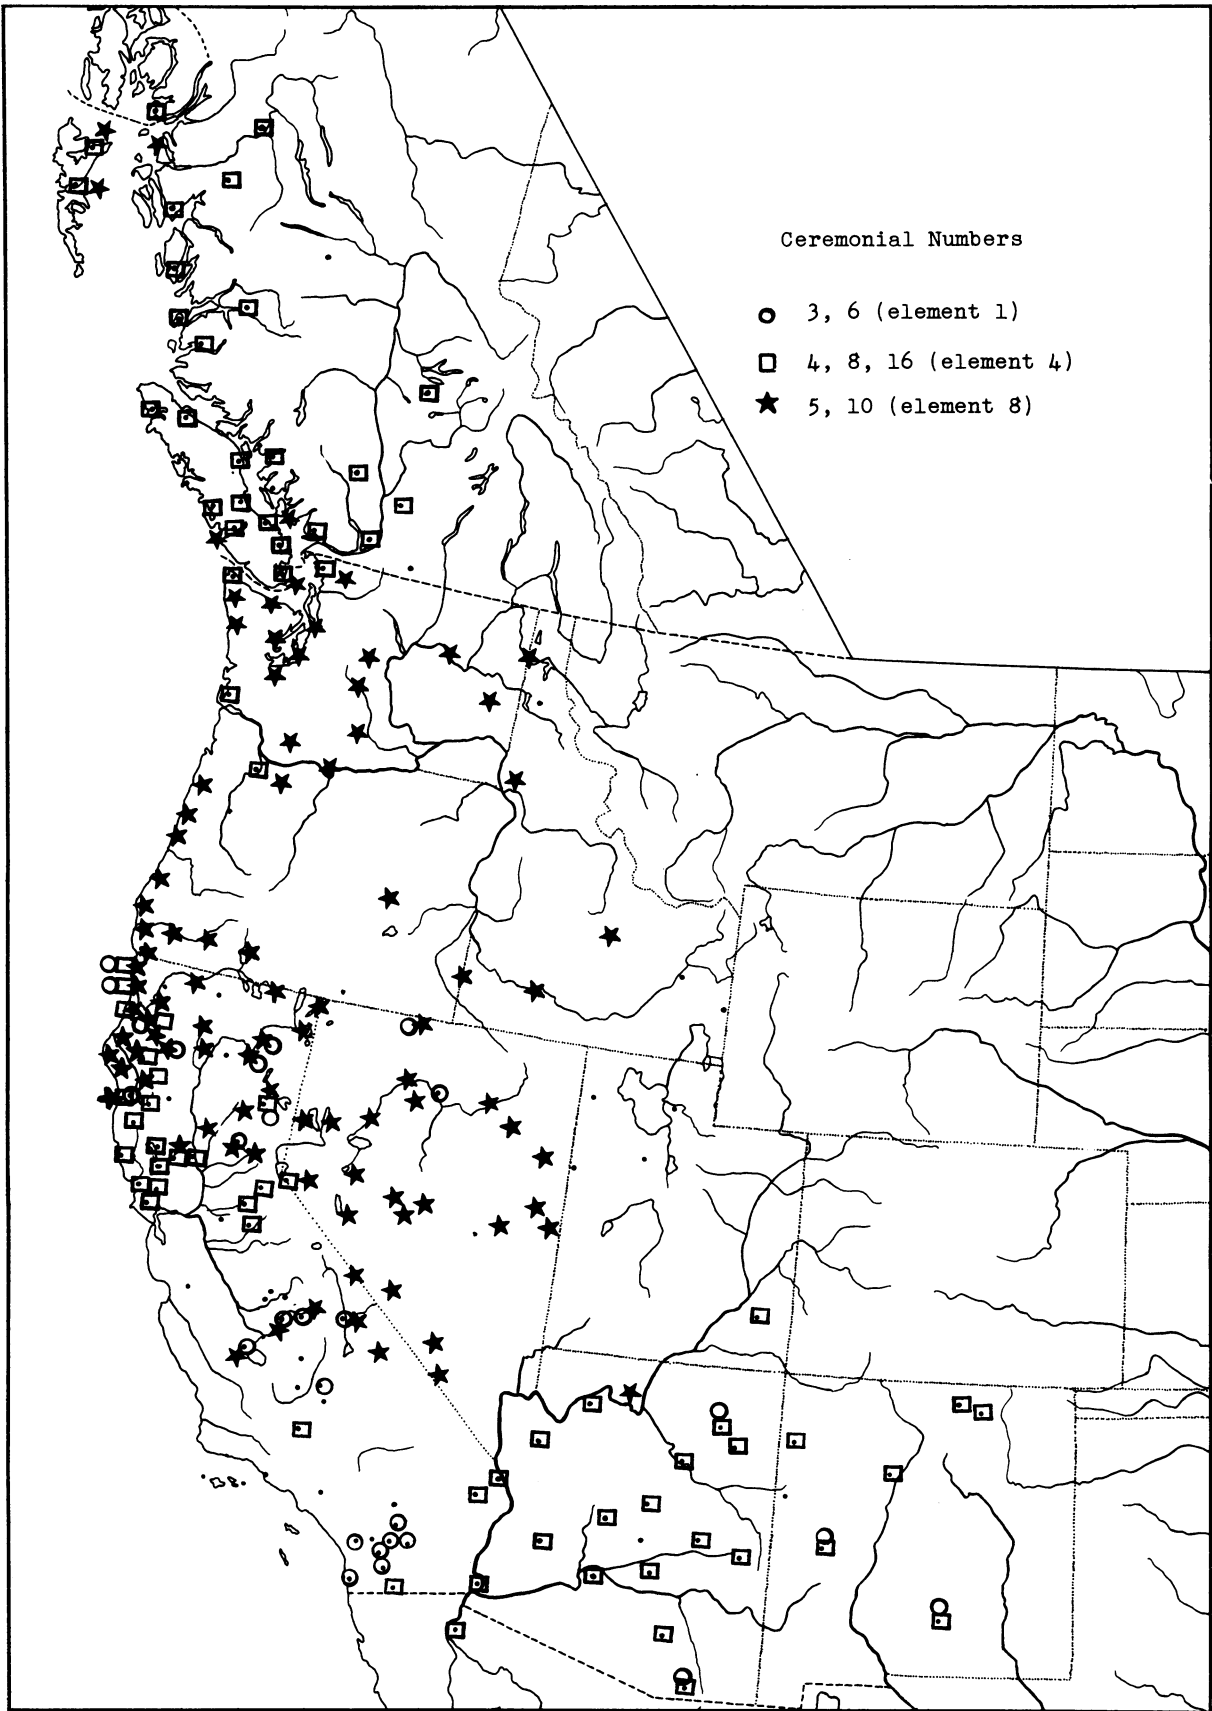 Ceremonial Numbers
3, 6 (element 1)
4, 8, 16 (element 4)
5, 10 (element 8)